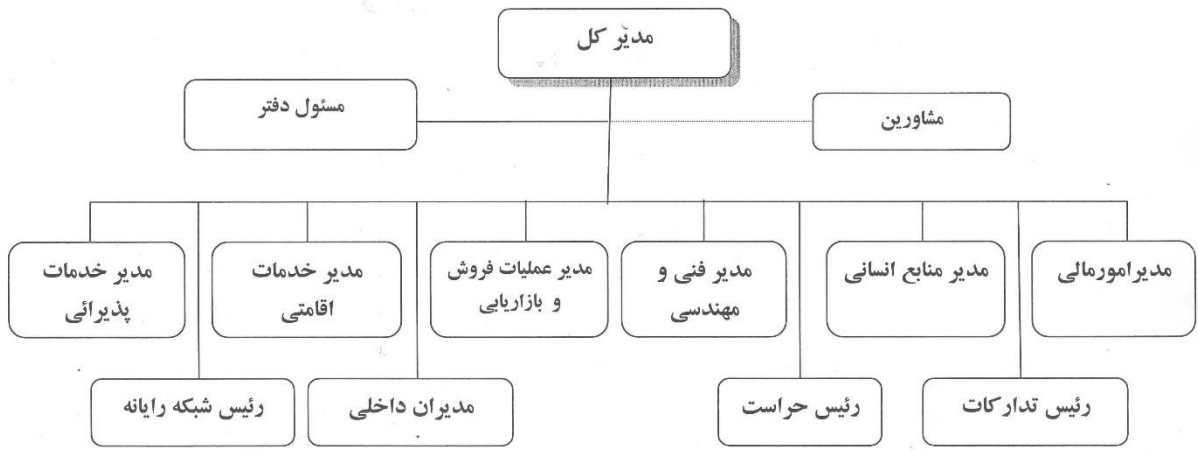 مدیر کل
مسئول دفتر
مشاورین
مدیرامورمالی
مدیر منابع انسانی
مدیر فنی و
مهندسی
مدیر عملیات فروش
و بازاریابی
مدیر خدمات
اقامتی
مدیر خدمات
پذیرائی
رئیس تدارکات
رئیس حراست
مدیران داخلی
رئیس شبکه رایانه